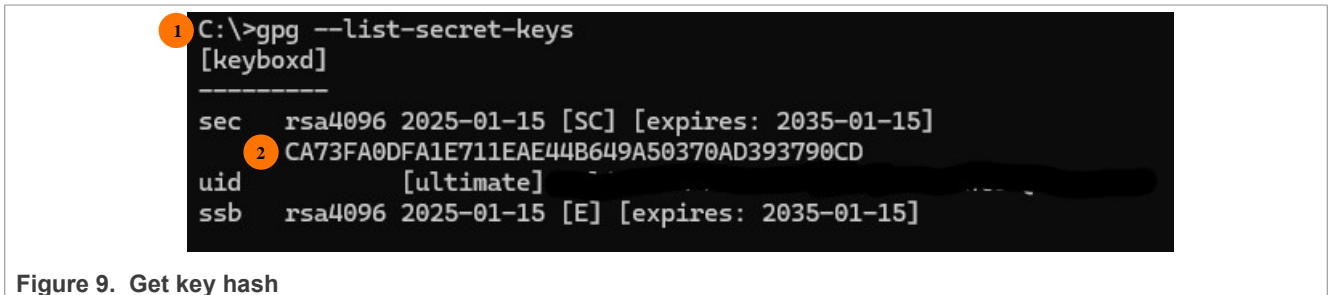 1 C:\>gpg --list-secret-keys
[keyboxd]
---------
sec rsa4096 2025-01-15 [SC] [expires: 2035-01-15]
2 CA73FA0DFA1E711EAE44B649A50370AD393790CD
uid [ultimate]
ssb rsa4096 2025-01-15 [E] [expires: 2035-01-15]
Figure 9. Get key hash